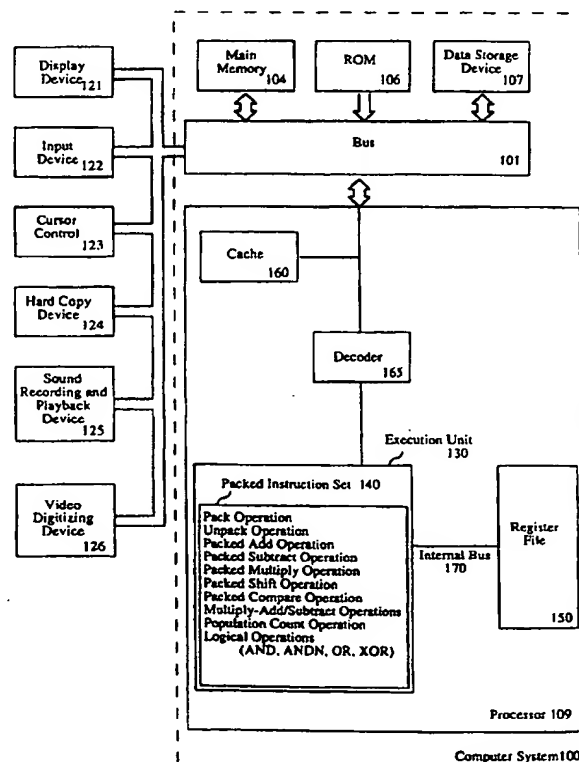 Display
Device
121
Input
Device
122
Cursor
Control
123
Hard Copy
Device
124
Sound
Recording and
Playback
Device
125
Video
Digitizing
Device
126
Main
Memory
104
ROM
106
Data Storage
Device
107
Bus
101
Cache
160
Decoder
165
Execution Unit
130
Packed Instruction Set 140
Pack Operation
Unpack Operation
Packed Add Operation
Packed Subtract Operation
Packed Multiply Operation
Packed Shift Operation
Packed Compare Operation
Multiply-Add/Subtract Operations
Population Count Operation
Logical Operations
(AND, ANDN, OR, XOR)
Internal Bus
170
Register
File
150
Processor 109
Computer System100